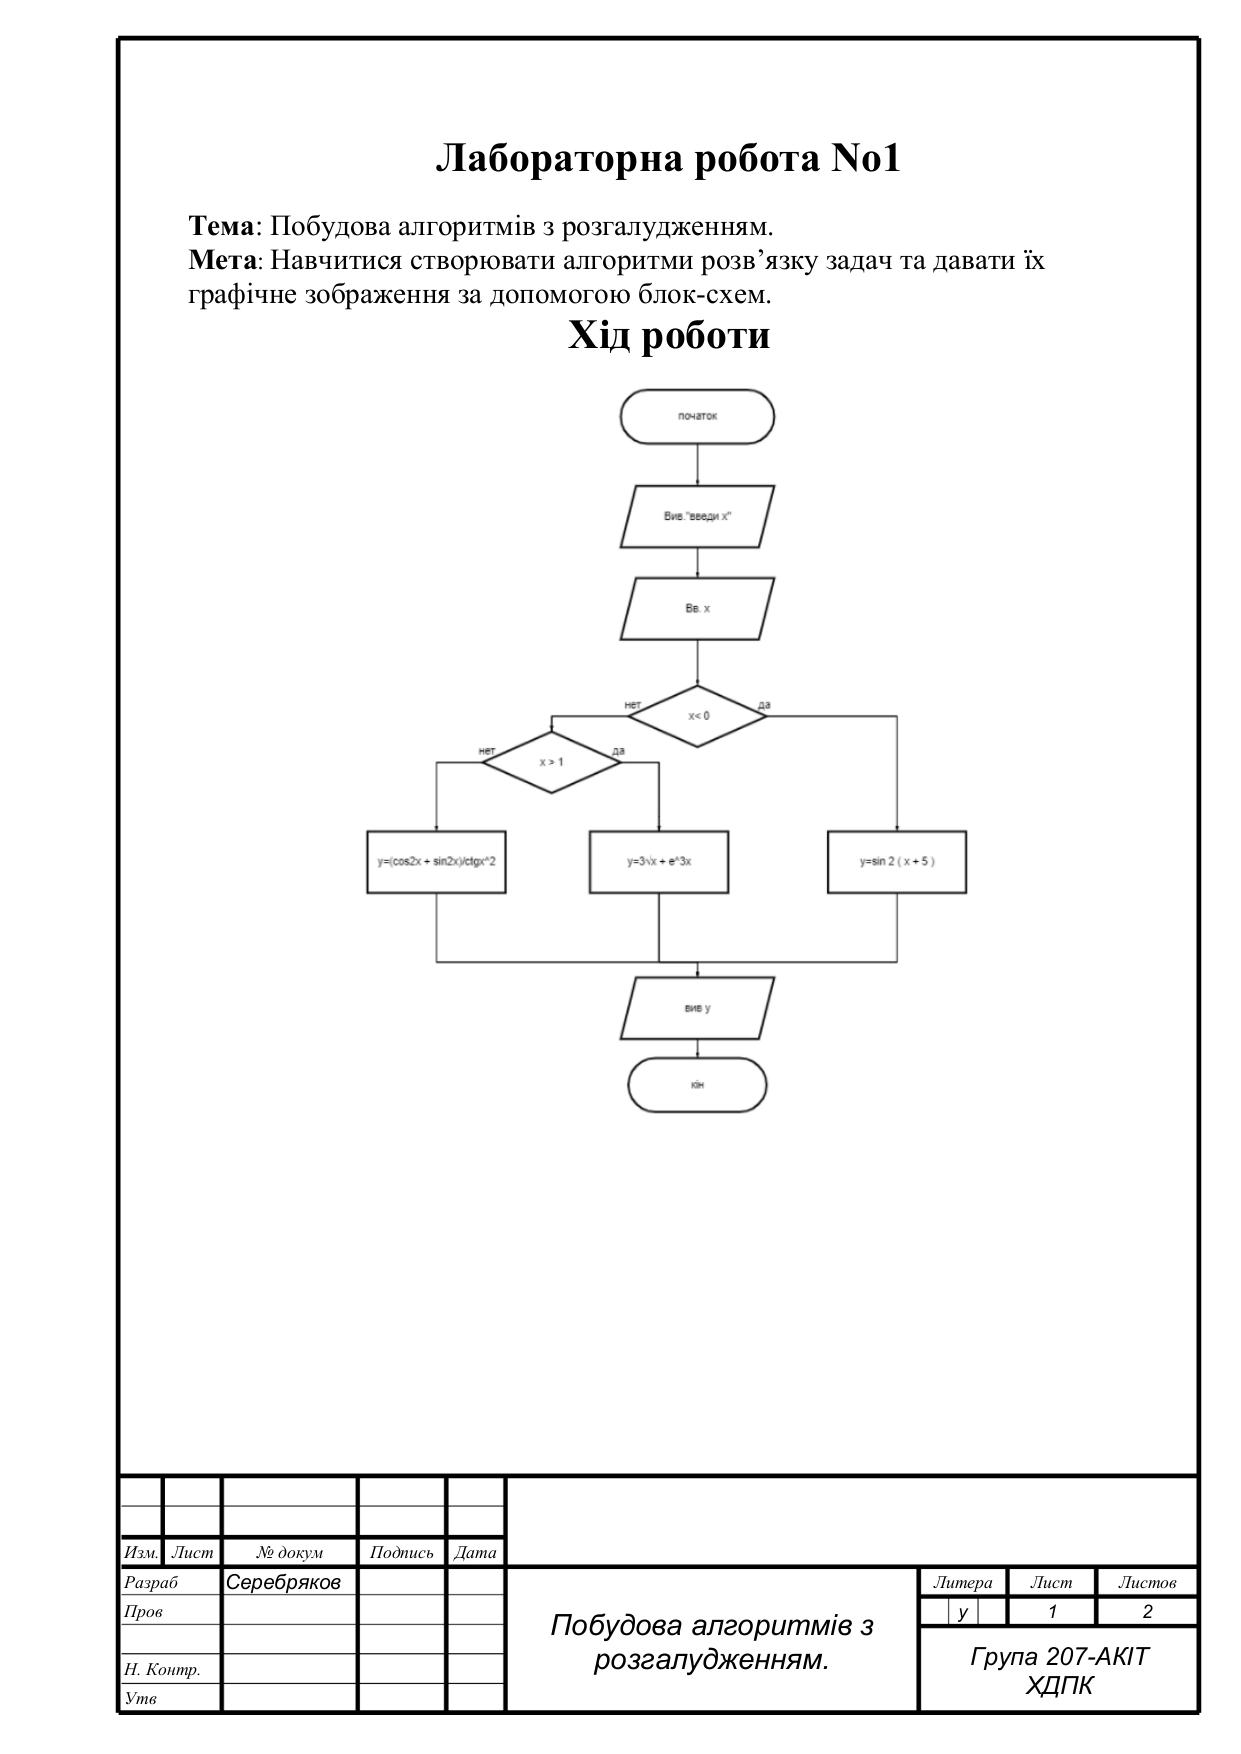 Лабораторна робота No1
Тема: Побудова алгоритмів з розгалудженням.
Мета: Навчитися створювати алгоритми розв’язку задач та давати їх
графічне зображення за допомогою блок-схем.
Хід роботи
початок
Вив."введи x"
Вв. x
нет
x< 0
да
нет
x > 1
да
y=(cos2x + sin2x)/ctgx^2
y=3√x + e^3x
y=sin 2 ( x + 5 )
вив y
кін
Изм. Лист № докум Подпись Дата
Разраб Серебряков
Пров
Н. Контр.
Утв
Побудова алгоритмів з
розгалудженням.
Литера Лист Листов
у 1 2
Група 207-АКІТ
ХДПК